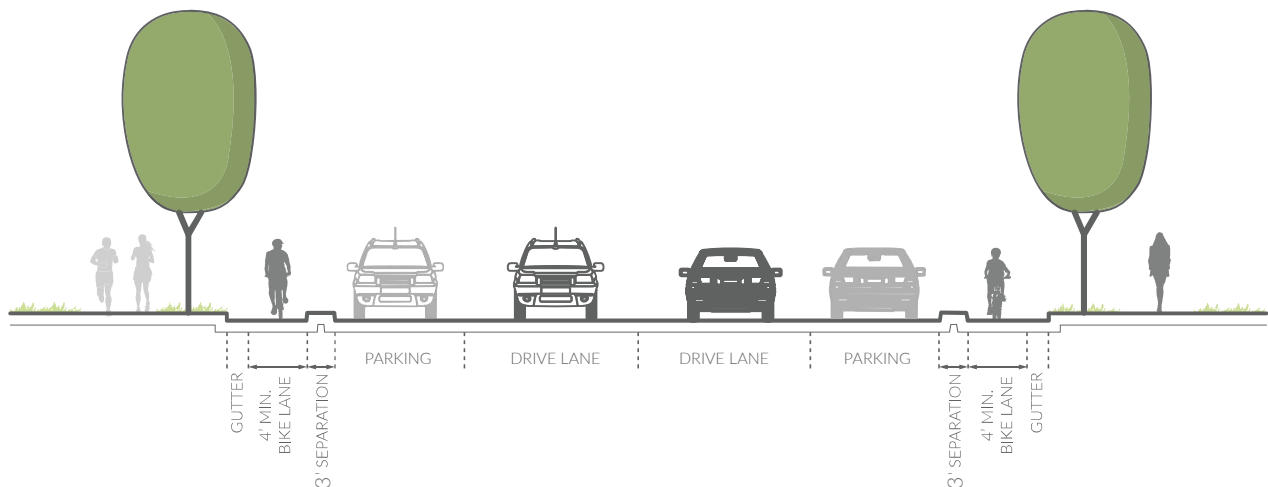 PARKING
DRIVE LANE
DRIVE LANE
PARKING
GUTTER
4' MIN.
BIKE LANE
3' SEPARATION
3' SEPARATION
4' MIN.
BIKE LANE
GUTTER